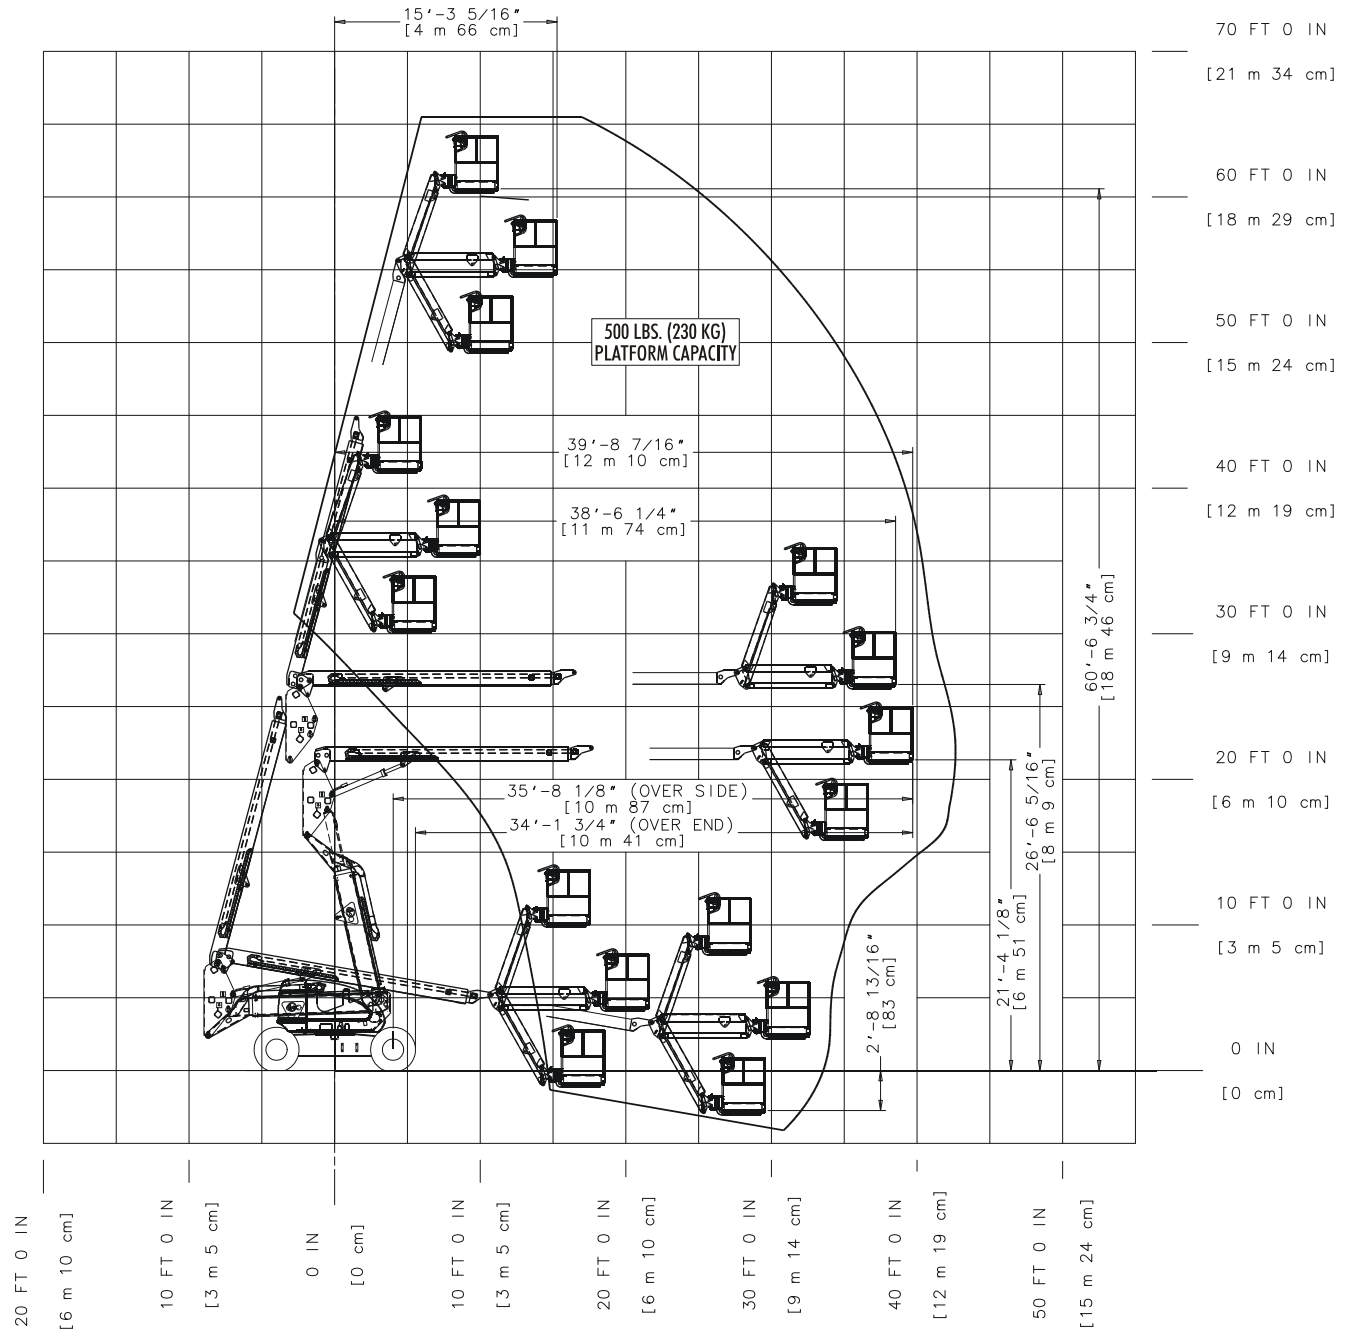 15'-3 5/16"
[4 m 66 cm]
70 FT 0 IN
[21 m 34 cm]
60 FT 0 IN
[18 m 29 cm]
500 LBS. (230 KG)
PLATFORM CAPACITY
50 FT 0 IN
[15 m 24 cm]
39'-8 7/16"
[12 m 10 cm]
40 FT 0 IN
[12 m 19 cm]
38'-6 1/4"
[11 m 74 cm]
60'-6 3/4"
[18 m 46 cm]
30 FT 0 IN
[9 m 14 cm]
20 FT 0 IN
[6 m 10 cm]
35'-8 1/8" (OVER SIDE)
[10 m 87 cm]
34'-1 3/4" (OVER END)
[10 m 41 cm]
26'-6 5/16"
[8 m 9 cm]
21'-4 1/8"
[6 m 51 cm]
10 FT 0 IN
[3 m 5 cm]
2'-8 13/16"
[83 cm]
0 IN
[0 cm]
20 FT 0 IN
[6 m 10 cm]
10 FT 0 IN
[3 m 5 cm]
0 IN
[0 cm]
10 FT 0 IN
[3 m 5 cm]
20 FT 0 IN
[6 m 10 cm]
30 FT 0 IN
[9 m 14 cm]
40 FT 0 IN
[12 m 19 cm]
50 FT 0 IN
[15 m 24 cm]